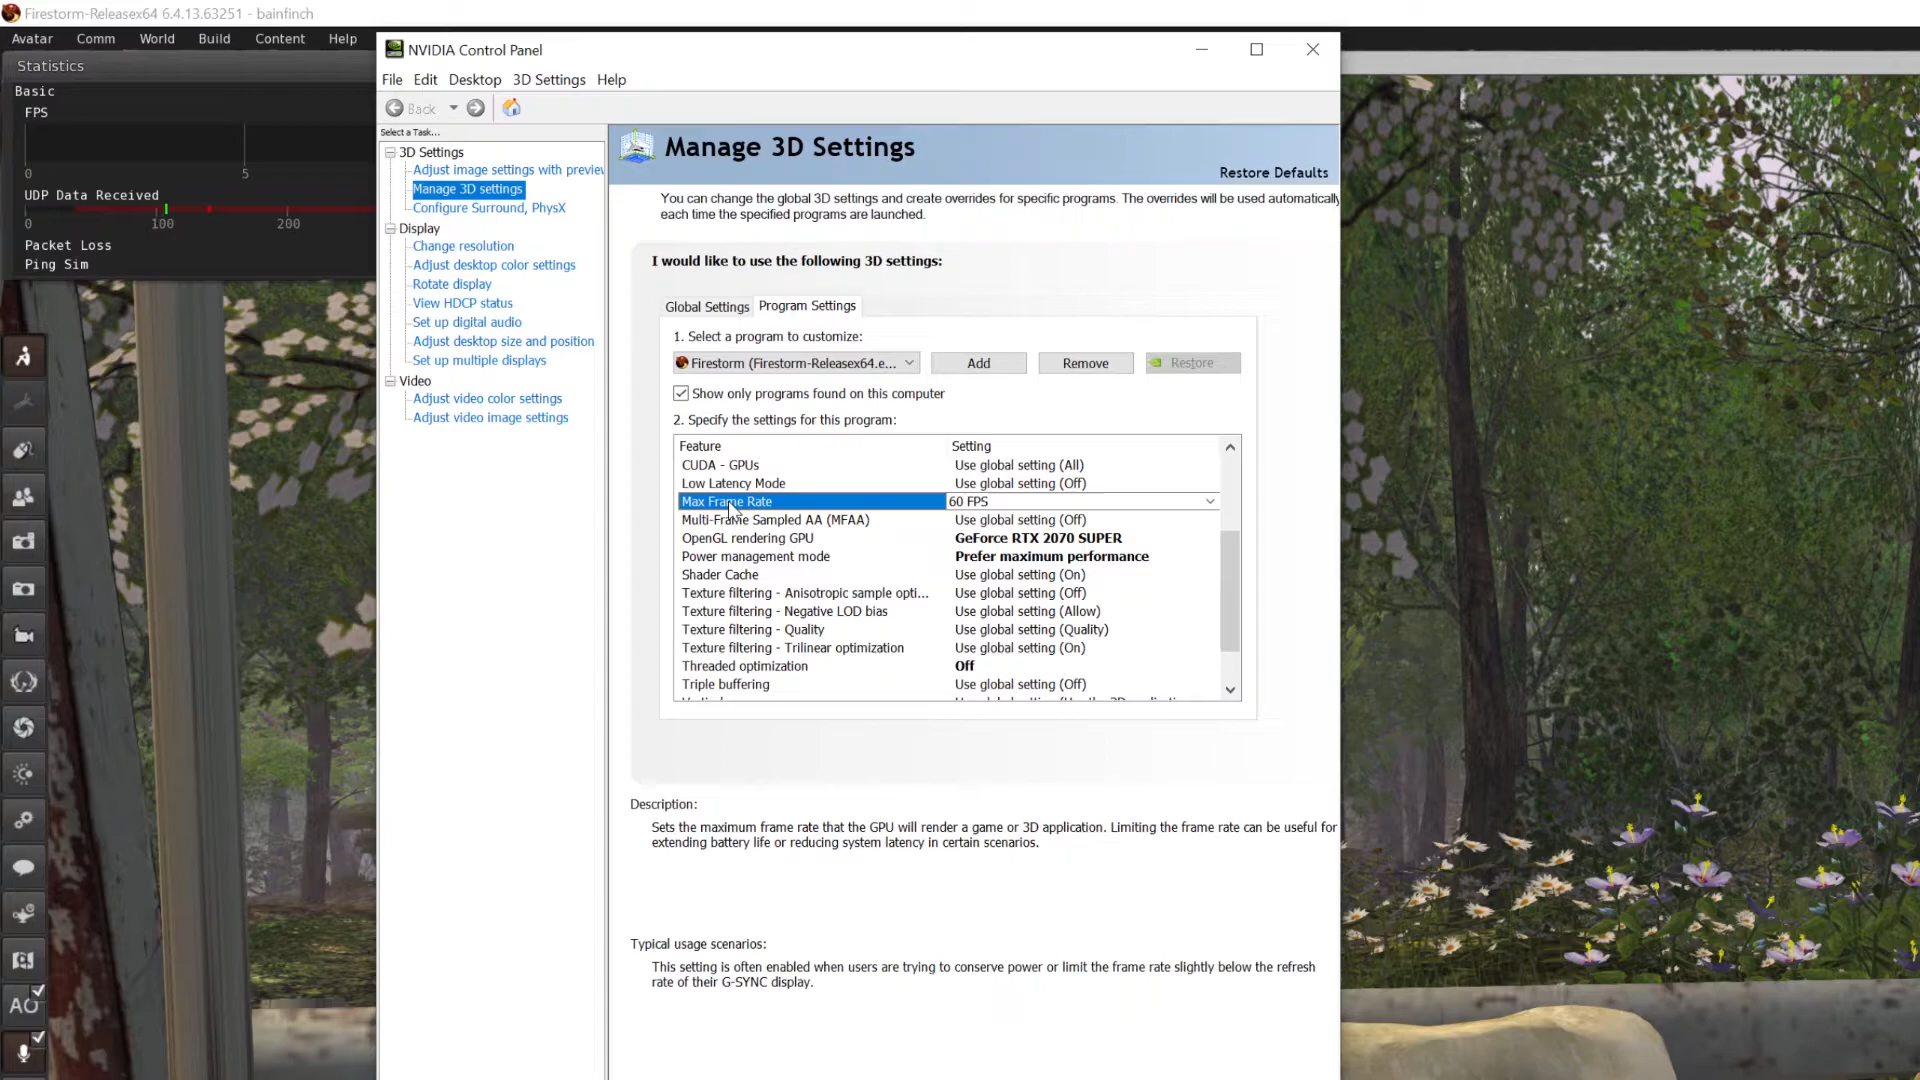 Firestorm-Releasex64 6.4.13.63251 - bainfinch
Avatar Comm World Build Content Help
Statistics
Basic
FPS
0 5
UDP Data Received
0 100 200
Packet Loss
Ping Sim
AO
NVIDIA Control Panel
File Edit Desktop 3D Settings Help
Back
Select a Task...
3D Settings
Adjust image settings with preview
Manage 3D settings
Configure Surround, PhysX
Display
Change resolution
Adjust desktop color settings
Rotate display
View HDCP status
Set up digital audio
Adjust desktop size and position
Set up multiple displays
Video
Adjust video color settings
Adjust video image settings
Manage 3D Settings
Restore Defaults
You can change the global 3D settings and create overrides for specific programs. The overrides will be used automatically
each time the specified programs are launched.
I would like to use the following 3D settings:
Global Settings Program Settings
1. Select a program to customize:
Firestorm (Firestorm-Releasex64.e... Add Remove Restore
Show only programs found on this computer
2. Specify the settings for this program:
Feature Setting
CUDA - GPUs Use global setting (All)
Low Latency Mode Use global setting (Off)
Max Frame Rate 60 FPS
Multi-Frame Sampled AA (MFAA) Use global setting (Off)
OpenGL rendering GPU GeForce RTX 2070 SUPER
Power management mode Prefer maximum performance
Shader Cache Use global setting (On)
Texture filtering - Anisotropic sample opti... Use global setting (Off)
Texture filtering - Negative LOD bias Use global setting (Allow)
Texture filtering - Quality Use global setting (Quality)
Texture filtering - Trilinear optimization Use global setting (On)
Threaded optimization Off
Triple buffering Use global setting (Off)
Description:
Sets the maximum frame rate that the GPU will render a game or 3D application. Limiting the frame rate can be useful for
extending battery life or reducing system latency in certain scenarios.
Typical usage scenarios:
This setting is often enabled when users are trying to conserve power or limit the frame rate slightly below the refresh
rate of their G-SYNC display.